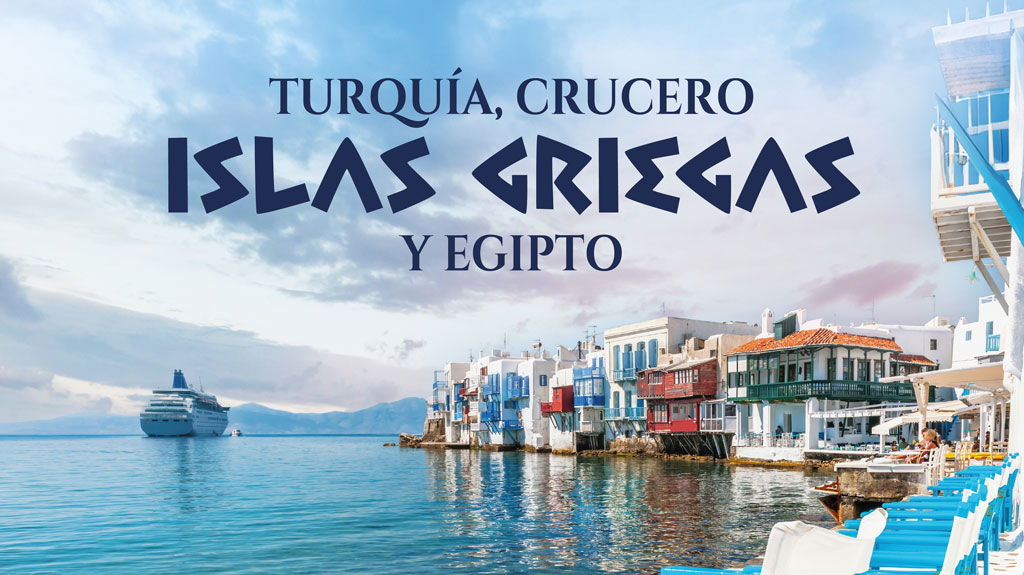 TURQUÍA, CRUCERO
ISLAS GRIEGAS
Y EGIPTO